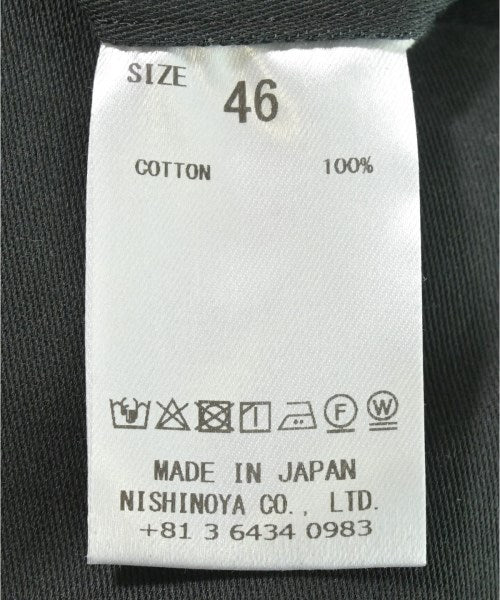 SIZE 46
COTTON 100%
F W
MADE IN JAPAN
NISHINOYA CO., LTD.
+81 3 6434 0983